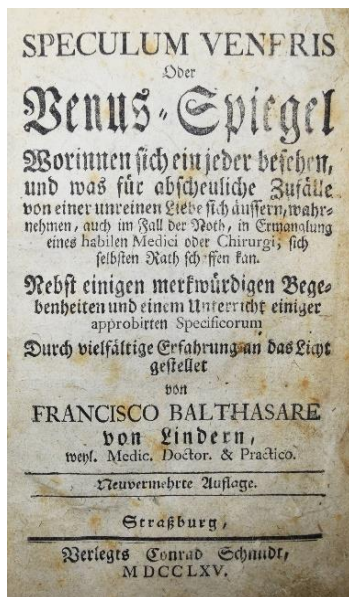 SPECULUM VENERIS
Oder
Venus-Spiegel
Worinnen sich ein jeder besehen,
und was für abscheuliche Zufälle
von einer unreinen Liebe sich äussern, wahr-
nehmen, auch im Fall der Noth, in Ermanglung
eines habilen Medici oder Chirurgi, sich
selbsten Rath schaffen kan.
Nebst einigen merkwürdigen Bege-
benheiten und einem Unterricht einiger
approbirten Specificorum
Durch vielfältige Erfahrung an das Licht
gestellet
von
FRANCISCO BALTHASARE
von Lindern,
weyl. Medic. Doctor. & Practico.
Neuvermehrte Auflage.
Straßburg,
Verlegts Conrad Schmidt,
MDCCLXV.